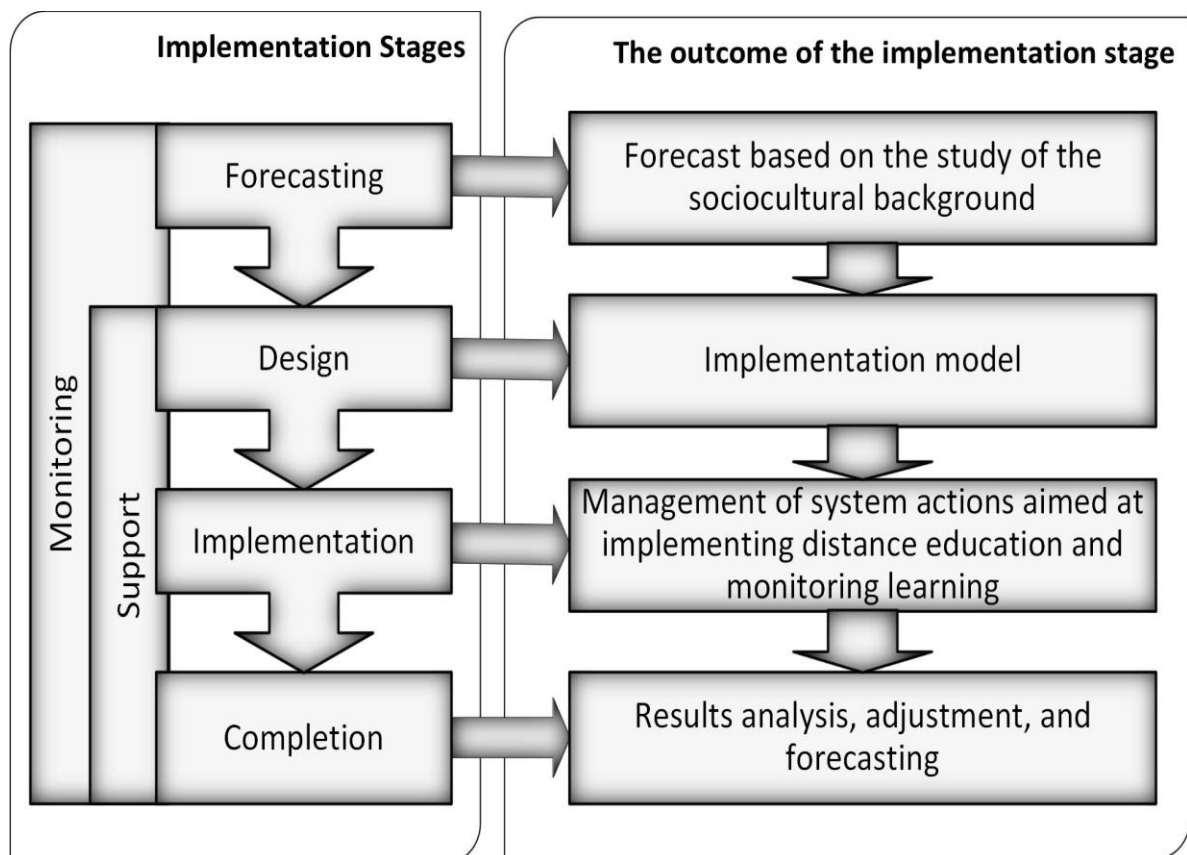 Implementation Stages
The outcome of the implementation stage
Monitoring
Support
Forecasting
Forecast based on the study of the
sociocultural background
Design
Implementation model
Implementation
Management of system actions aimed at
implementing distance education and
monitoring learning
Completion
Results analysis, adjustment, and
forecasting